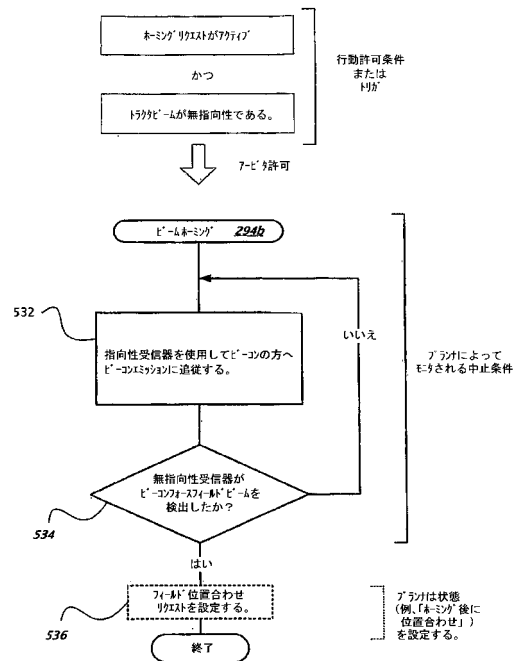 ホーミングリクエストがアクティブ
かつ
トラクタビームが無指向性である。
行動許可条件
または
トリガ
アービタ許可
ビームホーミング 294b
532
指向性受信器を使用してビーコンの方へ
ビーコンエミッションに追従する。
いいえ
プランナによって
モニタされる中止条件
無指向性受信器が
ビーコンフォースフィールドビームを
検出したか?
534
はい
フィールド位置合わせ
リクエストを設定する。
536
終了
プランナは状態
(例、「ホーミング後に
位置合わせ」)
を設定する。